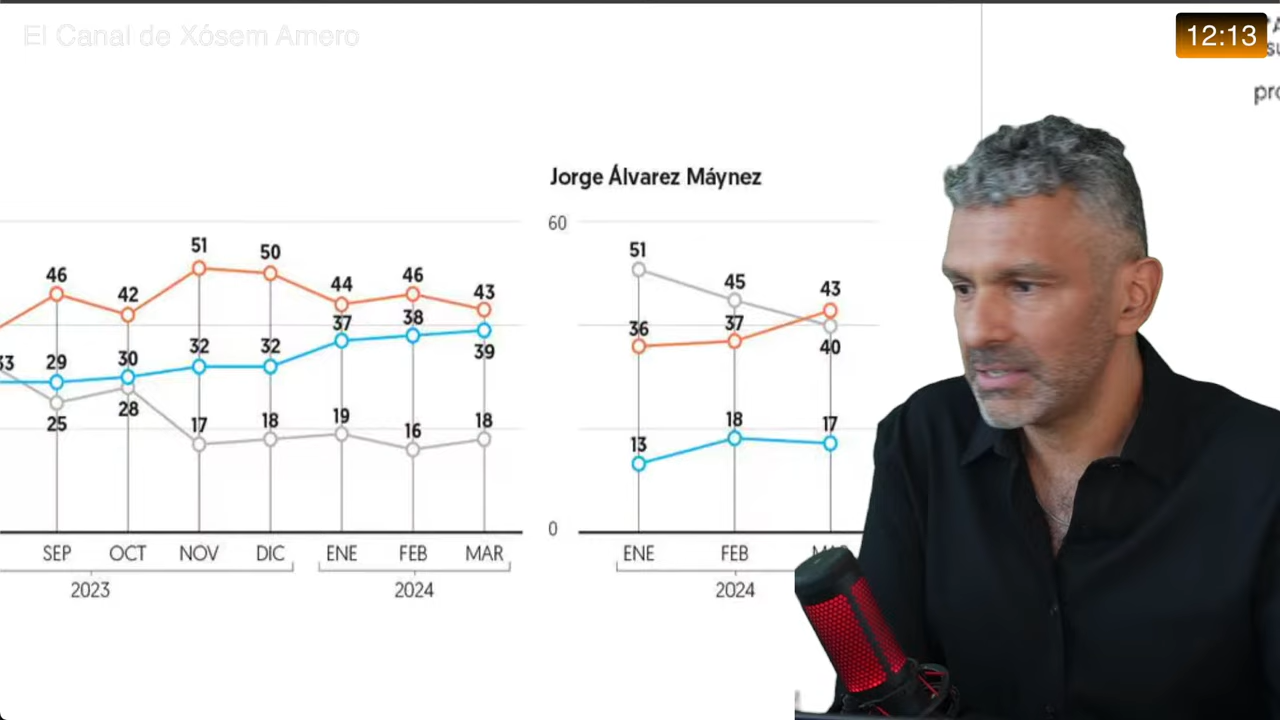 El Canal de Xósem Amero
12:13
pro
Jorge Álvarez Máynez
60
0
33
46 42 51 50 44 46 43
29 30 32 32 37 38 39
25 28 17 18 19 16 18
SEP OCT NOV DIC ENE FEB MAR
2023 2024
51 45 40
36 37 43
13 18 17
ENE FEB MAR
2024